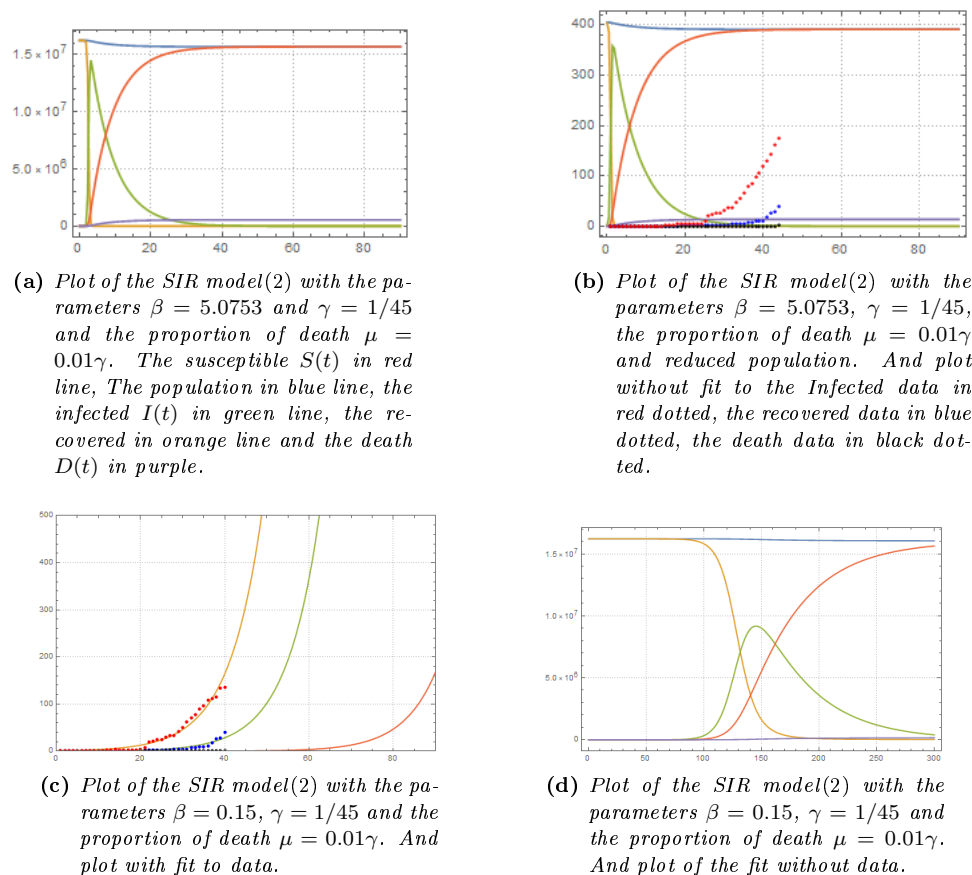 1.5 × 10⁷
1.0 × 10⁷
5.0 × 10⁶
0
0 20 40 60 80
400
300
200
100
0
0 20 40 60 80
(a) Plot of the SIR model(2) with the pa-
rameters β = 5.0753 and γ = 1/45
and the proportion of death μ =
0.01γ. The susceptible S(t) in red
line, The population in blue line, the
infected I(t) in green line, the re-
covered in orange line and the death
D(t) in purple.
(b) Plot of the SIR model(2) with the
parameters β = 5.0753, γ = 1/45,
the proportion of death μ = 0.01γ
and reduced population. And plot
without fit to the Infected data in
red dotted, the recovered data in blue
dotted, the death data in black dot-
ted.
500
400
300
200
100
0
0 20 40 60 80
1.5×10⁷
1.0×10⁷
5.0×10⁶
0
0 50 100 150 200 250 300
(c) Plot of the SIR model(2) with the pa-
rameters β = 0.15, γ = 1/45 and the
proportion of death μ = 0.01γ. And
plot with fit to data.
(d) Plot of the SIR model(2) with the
parameters β = 0.15, γ = 1/45 and
the proportion of death μ = 0.01γ.
And plot of the fit without data.